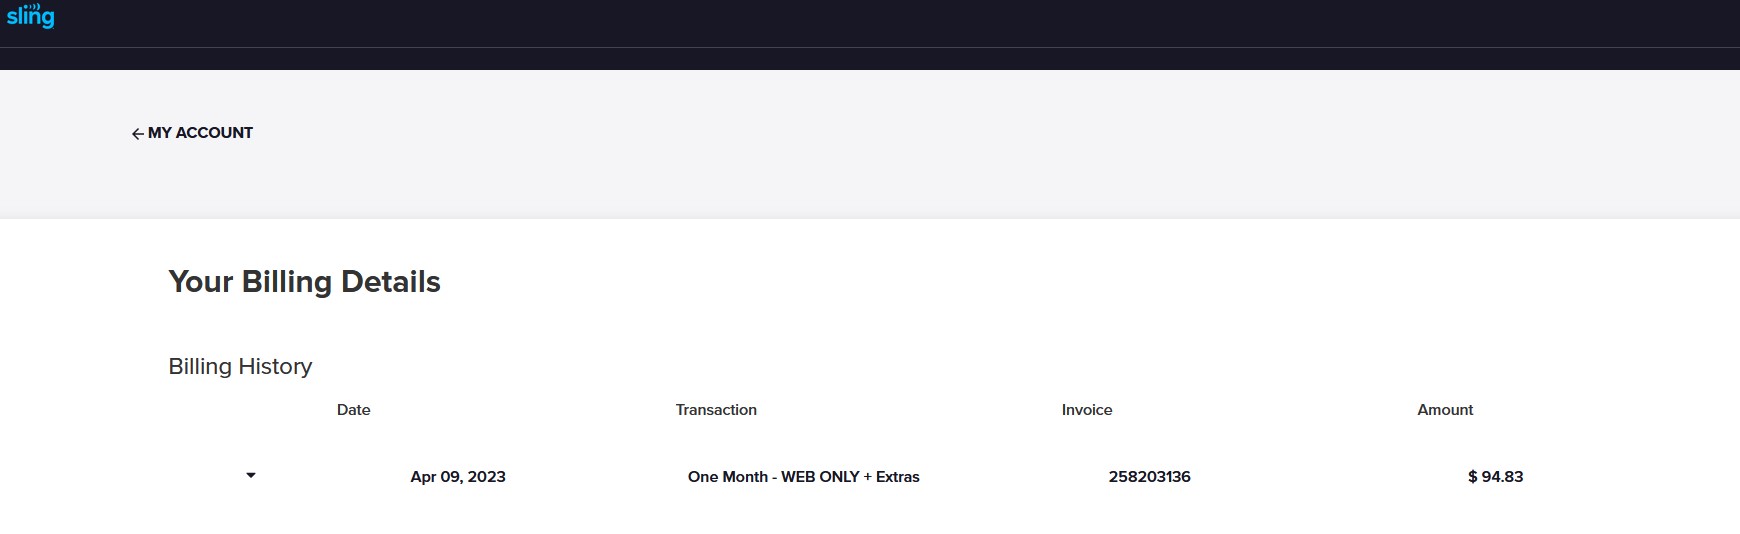 sling
MY ACCOUNT
Your Billing Details
Billing History
Date Transaction Invoice Amount
Apr 09, 2023 One Month - WEB ONLY + Extras 258203136 $ 94.83